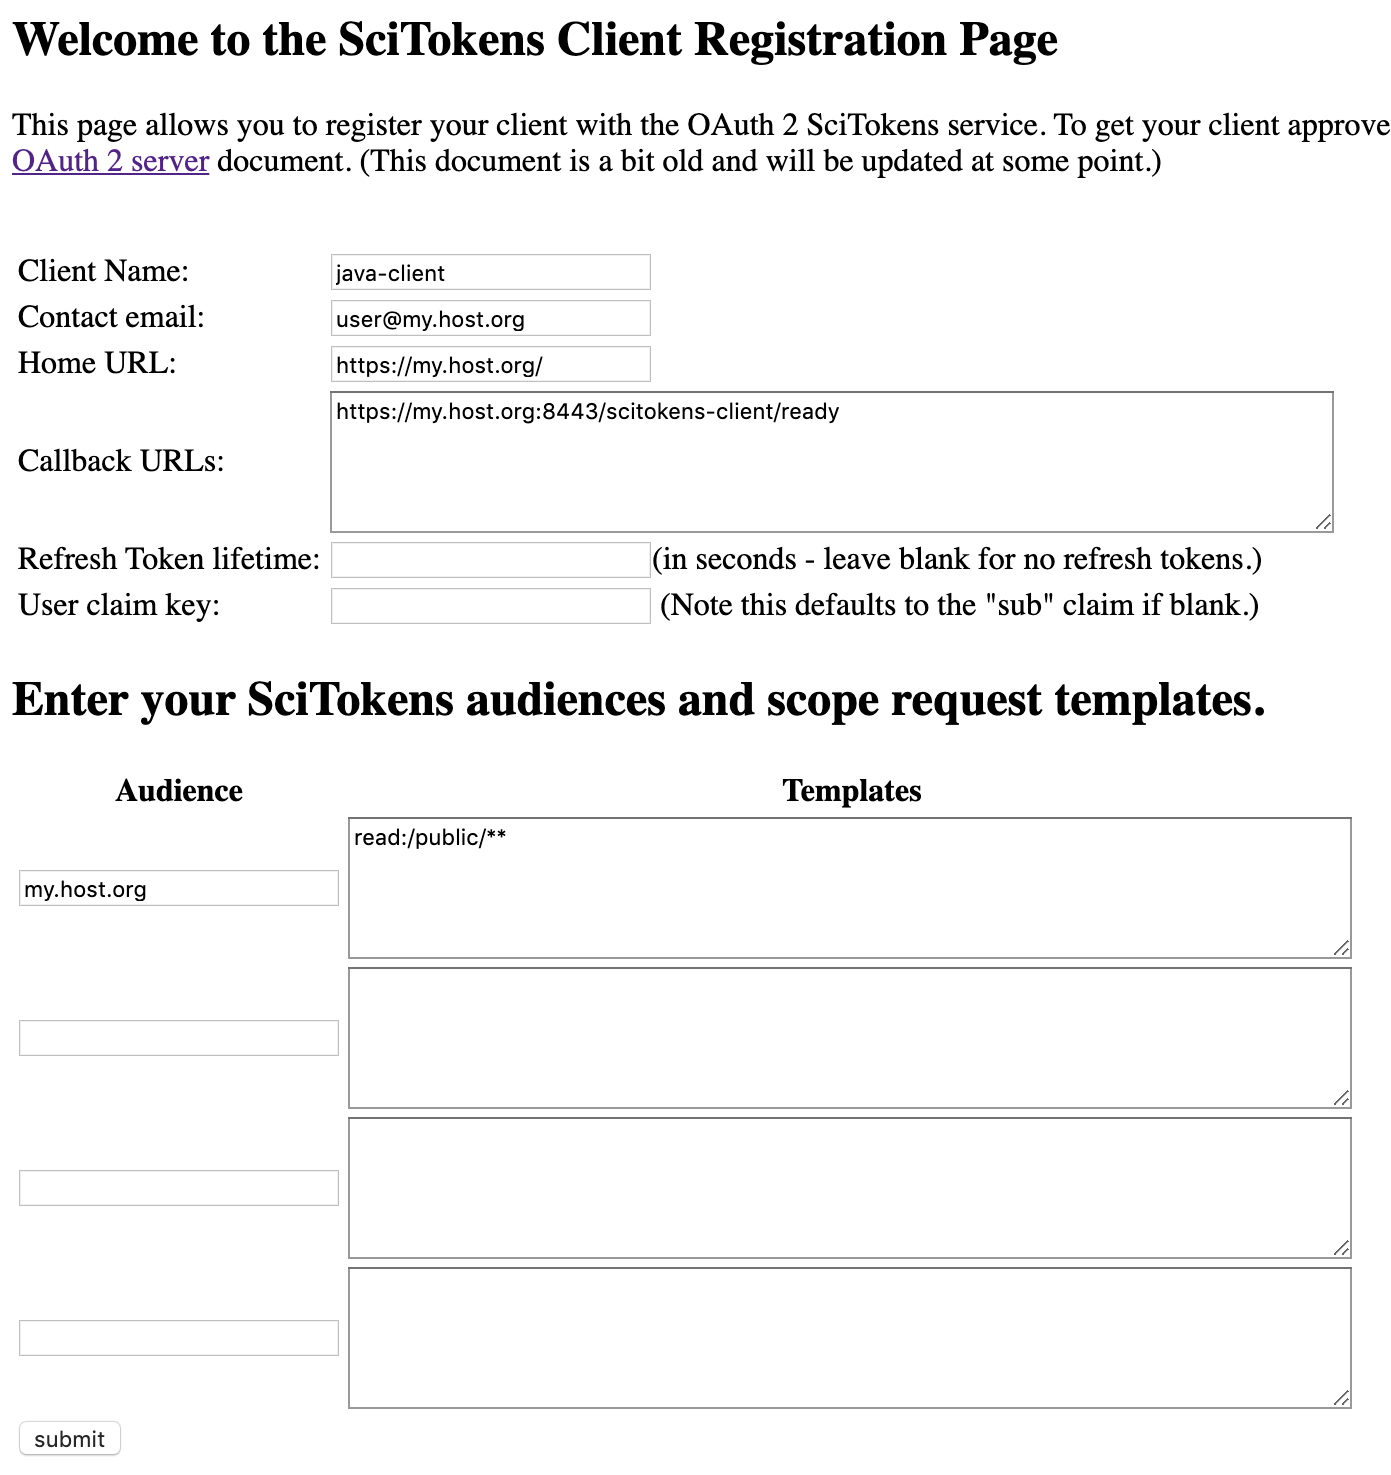 Welcome to the SciTokens Client Registration Page
This page allows you to register your client with the OAuth 2 SciTokens service. To get your client approve
OAuth 2 server document. (This document is a bit old and will be updated at some point.)
Client Name: java-client
Contact email: user@my.host.org
Home URL: https://my.host.org/
Callback URLs: https://my.host.org:8443/scitokens-client/ready
Refresh Token lifetime: (in seconds - leave blank for no refresh tokens.)
User claim key: (Note this defaults to the "sub" claim if blank.)
Enter your SciTokens audiences and scope request templates.
Audience Templates
my.host.org read:/public/**
submit